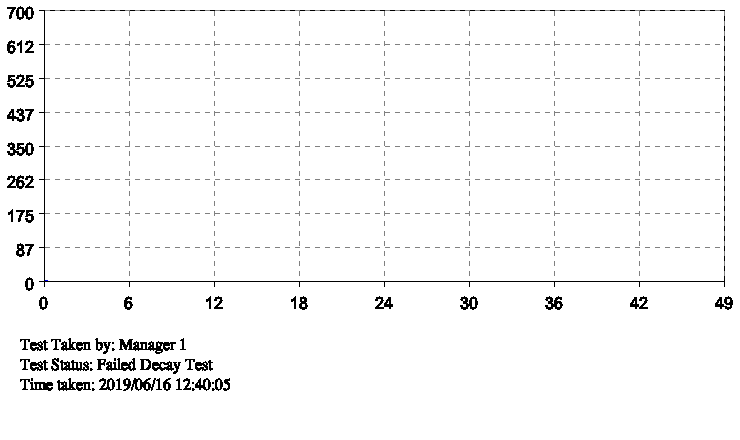 700
612
525
437
350
262
175
87
0
0 6 12 18 24 30 36 42 49
Test Taken by: Manager 1
Test Status: Failed Decay Test
Time taken: 2019/06/16 12:40:05